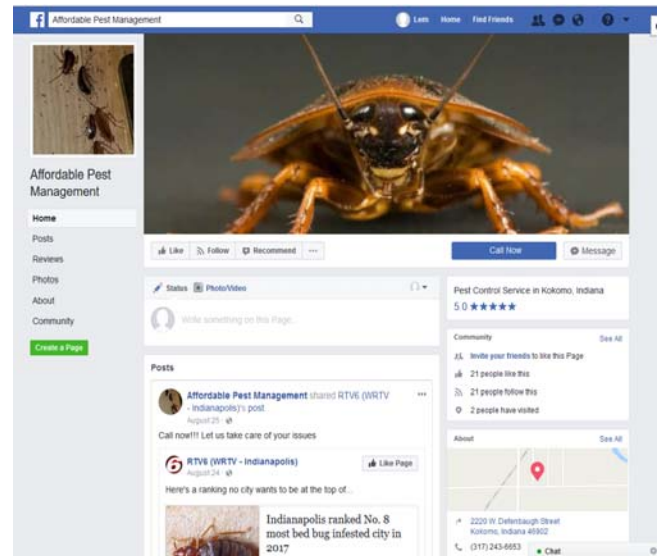 Affordable Pest Management
Lem Home Find Friends
Affordable Pest
Management
Home
Posts
Reviews
Photos
About
Community
Create a Page
Like Follow Recommend ...
Call Now Message
Status Photo/Video
Write something on this Page...
Posts
Affordable Pest Management shared RTV6 (WRTV
- Indianapolis)'s post.
August 25
Call now!!! Let us take care of your issues
RTV6 (WRTV - Indianapolis)
August 24
Like Page
Here's a ranking no city wants to be at the top of...
Indianapolis ranked No. 8
most bed bug infested city in
2017
Pest Control Service in Kokomo, Indiana
5.0 ★★★★★
Community See All
Invite your friends to like this Page
21 people like this
21 people follow this
2 people have visited
About See All
2220 W. Defenbaugh Street
Kokomo, Indiana 46902
(317) 243-6653
Chat